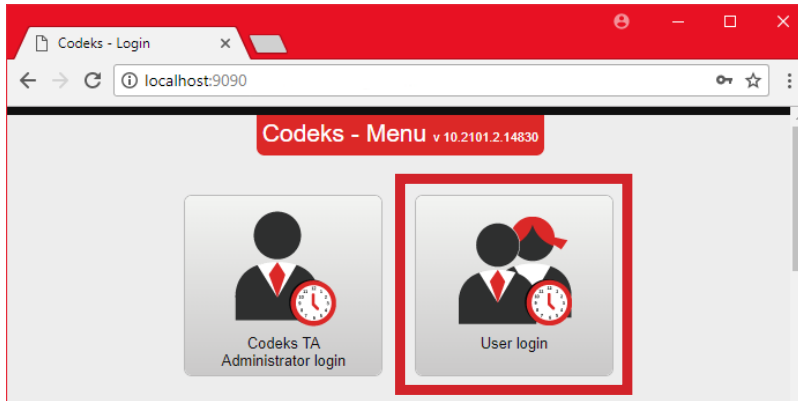 Codeks - Login
localhost:9090
Codeks - Menu v 10.2101.2.14830
Codeks TA
Administrator login
User login